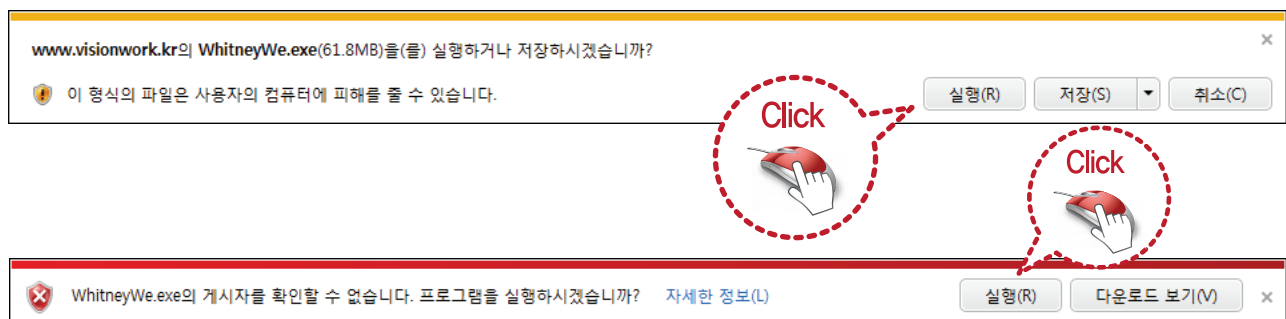 www.visionwork.kr의 WhitneyWe.exe(61.8MB)을(를) 실행하거나 저장하시겠습니까?
이 형식의 파일은 사용자의 컴퓨터에 피해를 줄 수 있습니다.
실행(R) 저장(S) 취소(C)
Click
Click
WhitneyWe.exe의 게시자를 확인할 수 없습니다. 프로그램을 실행하시겠습니까? 자세한 정보(L) 실행(R) 다운로드 보기(V)